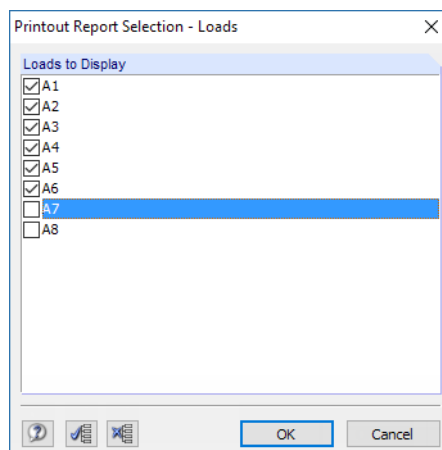 Printout Report Selection - Loads
Loads to Display
A1
A2
A3
A4
A5
A6
A7
A8
OK Cancel